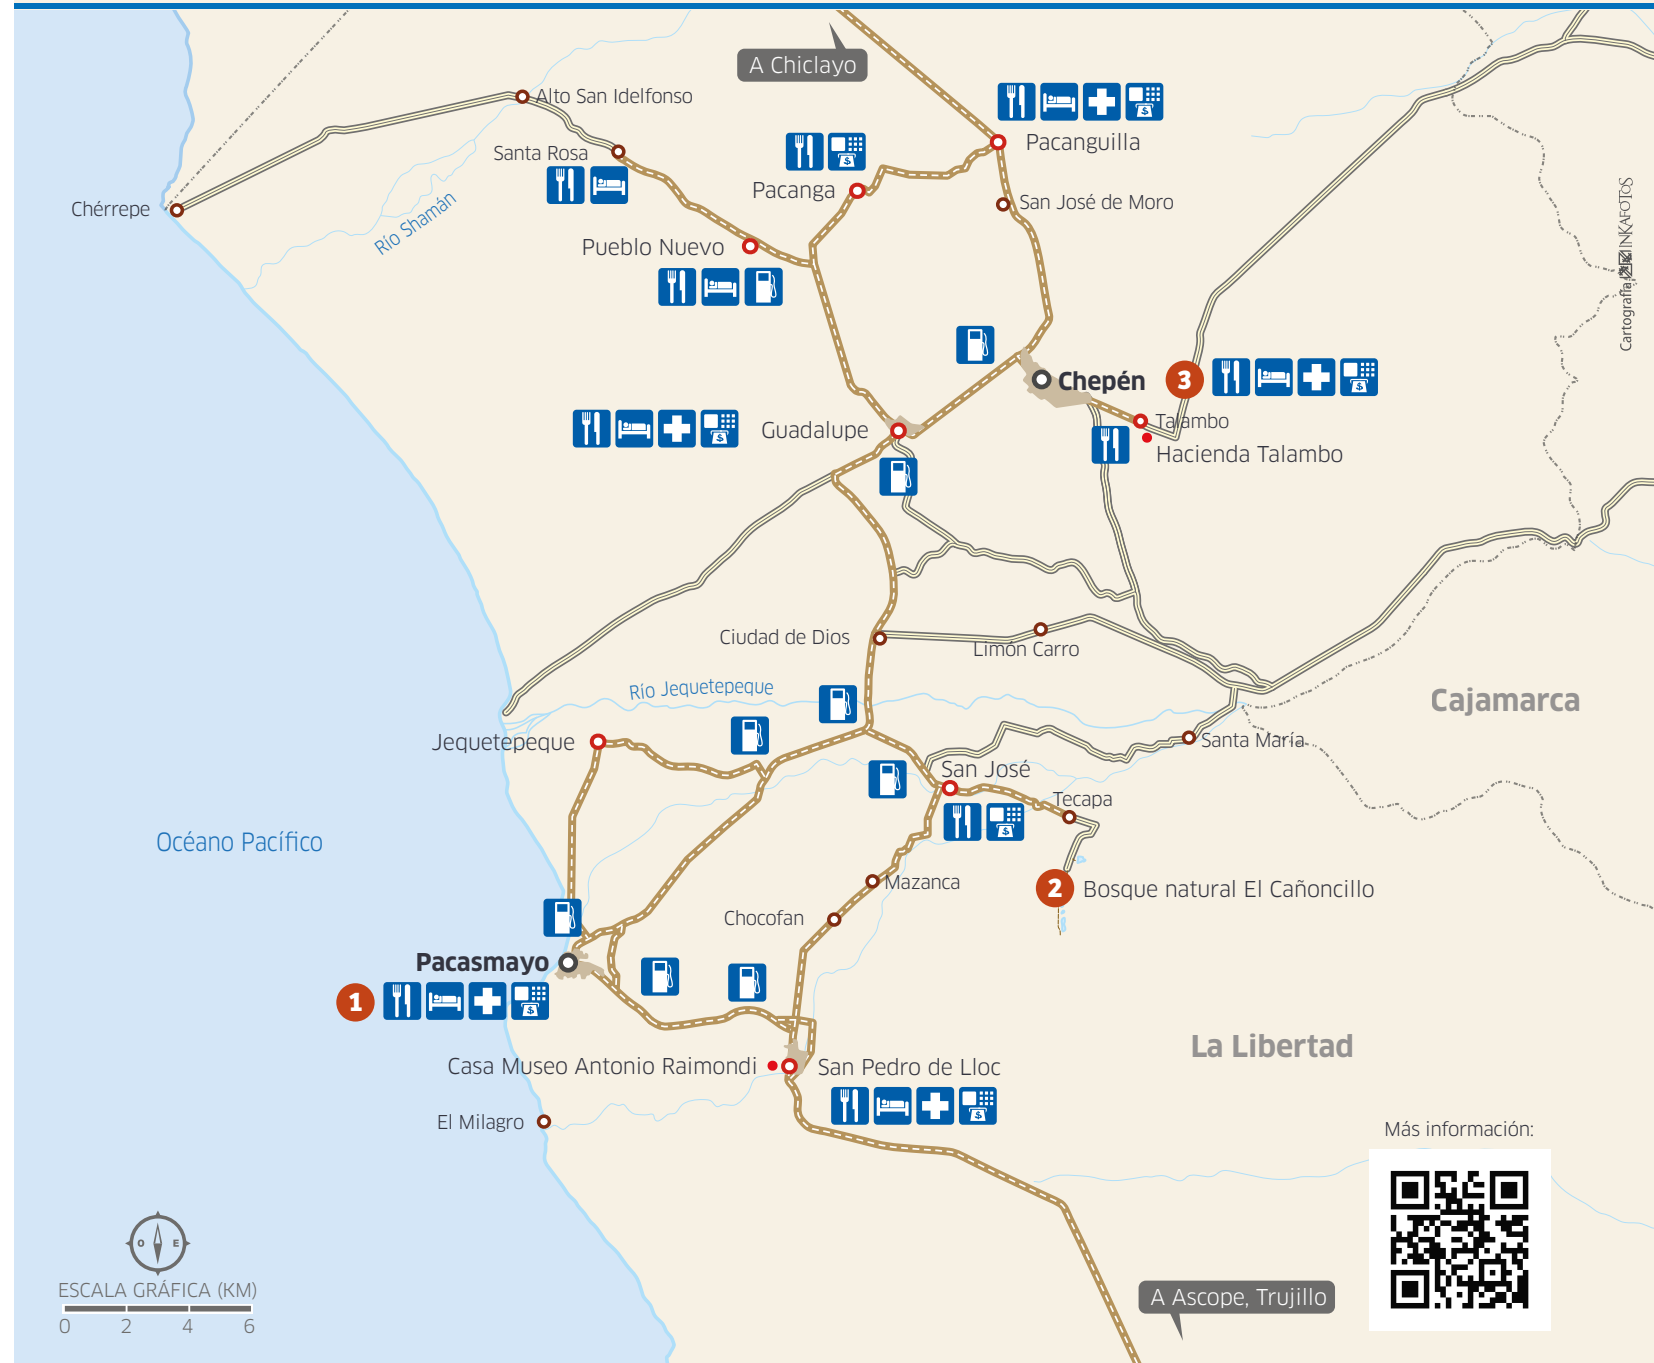 A Chiclayo
Alto San Idelfonso
Pacanguilla
Santa Rosa
Pacanga
San José de Moro
Chérrepe
Río Shamán
Pueblo Nuevo
INKAFOTOS
Cartografía
Chepén
3
Talambo
Guadalupe
Hacienda Talambo
Ciudad de Dios
Limón Carro
Río Jequetepeque
Cajamarca
Jequetepeque
Santa María
San José
Tecapa
Océano Pacífico
Mazanca
2
Bosque natural El Cañoncillo
Chocofan
Pacasmayo
1
La Libertad
Casa Museo Antonio Raimondi
San Pedro de Lloc
El Milagro
Más información:
O E
ESCALA GRÁFICA (KM)
0 2 4 6
A Ascope, Trujillo